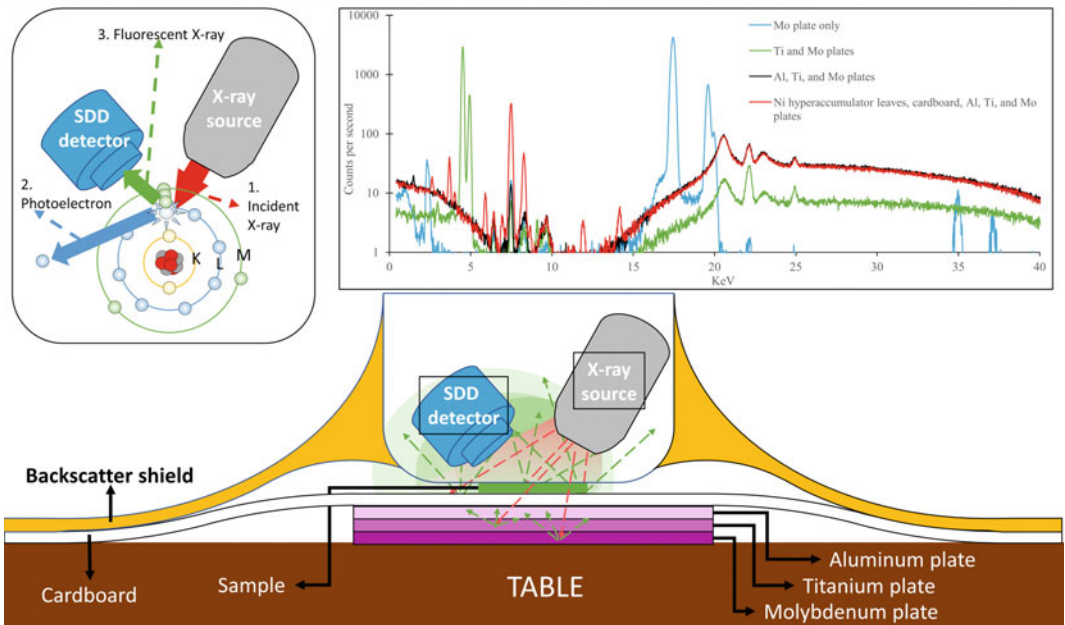 3. Fluorescent X-ray
SDD
detector
X-ray
source
2.
Photoelectron
1.
Incident
X-ray
K
L
M
Counts per second
10000
1000
100
10
1
0
5
10
15
20
25
30
35
40
KeV
Mo plate only
Ti and Mo plates
Al, Ti, and Mo plates
Ni hyperaccumulator leaves, cardboard, Al, Ti, and Mo
plates
SDD
detector
X-ray
source
Backscatter shield
Cardboard
Sample
TABLE
Aluminum plate
Titanium plate
Molybdenum plate